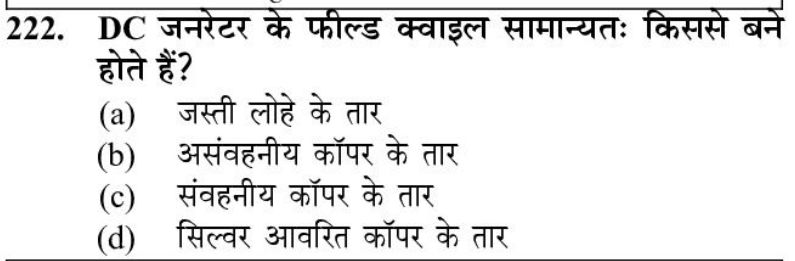 222. DC जनरेटर के फील्ड क्वाइल सामान्यतः किससे बने
होते हैं?
(a) जस्ती लोहे के तार
(b) असंवहनीय कॉपर के तार
(c) संवहनीय कॉपर के तार
(d) सिल्वर आवरित कॉपर के तार